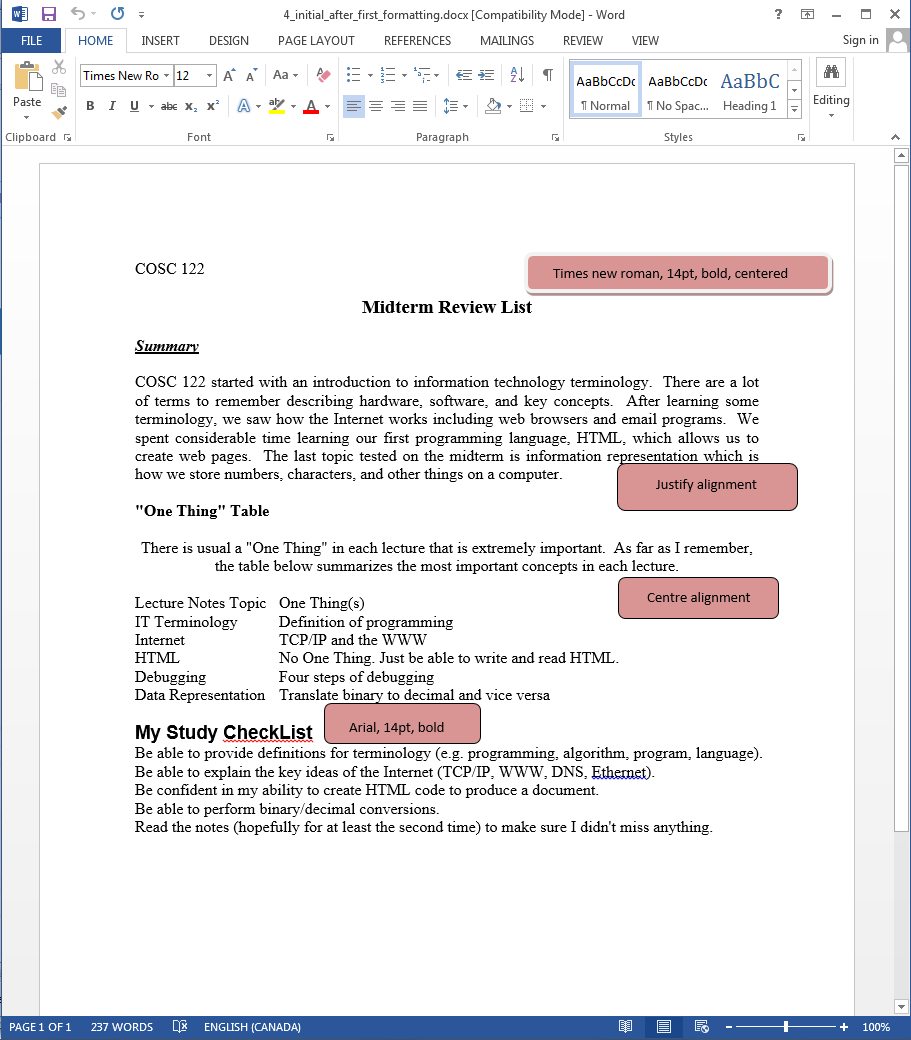 4_initial_after_first_formatting.docx [Compatibility Mode] - Word
FILE HOME INSERT DESIGN PAGE LAYOUT REFERENCES MAILINGS REVIEW VIEW Sign in
Times New Ro 12 Aa
Paste
B I U abc x₂ x² A ab A
AaBbCcDc AaBbCcDc AaBbC
¶ Normal ¶ No Spac... Heading 1
Editing
Clipboard Font Paragraph Styles
COSC 122
Times new roman, 14pt, bold, centered
Midterm Review List
Summary
COSC 122 started with an introduction to information technology terminology.  There are a lot
of terms to remember describing hardware, software, and key concepts.  After learning some
terminology, we saw how the Internet works including web browsers and email programs.  We
spent considerable time learning our first programming language, HTML, which allows us to
create web pages.  The last topic tested on the midterm is information representation which is
how we store numbers, characters, and other things on a computer.
Justify alignment
"One Thing" Table
There is usual a "One Thing" in each lecture that is extremely important.  As far as I remember,
the table below summarizes the most important concepts in each lecture.
Centre alignment
Lecture Notes Topic One Thing(s)
IT Terminology Definition of programming
Internet TCP/IP and the WWW
HTML No One Thing. Just be able to write and read HTML.
Debugging Four steps of debugging
Data Representation Translate binary to decimal and vice versa
My Study CheckList
Arial, 14pt, bold
Be able to provide definitions for terminology (e.g. programming, algorithm, program, language).
Be able to explain the key ideas of the Internet (TCP/IP, WWW, DNS, Ethernet).
Be confident in my ability to create HTML code to produce a document.
Be able to perform binary/decimal conversions.
Read the notes (hopefully for at least the second time) to make sure I didn't miss anything.
PAGE 1 OF 1 237 WORDS ENGLISH (CANADA) 100%